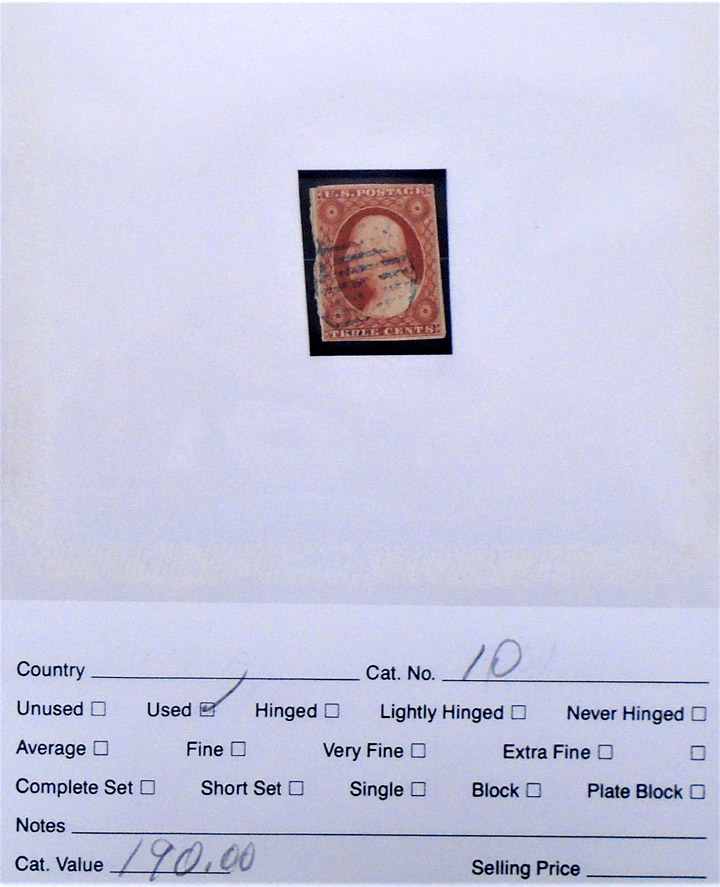 U.S. POSTAGE
THREE CENTS
Country Cat. No. 10
Unused ☐ Used ☑ Hinged ☐ Lightly Hinged ☐ Never Hinged ☐
Average ☐ Fine ☐ Very Fine ☐ Extra Fine ☐ ☐
Complete Set ☐ Short Set ☐ Single ☐ Block ☐ Plate Block ☐
Notes
Cat. Value 190.00 Selling Price